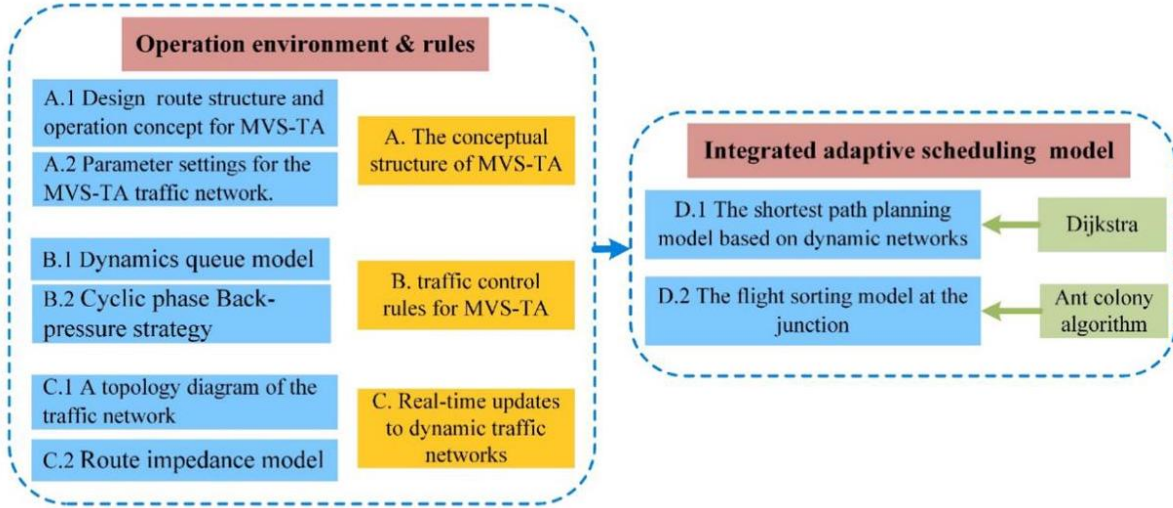 Operation environment & rules
A.1 Design route structure and
operation concept for MVS-TA
A.2 Parameter settings for the
MVS-TA traffic network.
A. The conceptual
structure of MVS-TA
B.1 Dynamics queue model
B.2 Cyclic phase Back-
pressure strategy
B. traffic control
rules for MVS-TA
C.1 A topology diagram of the
traffic network
C.2 Route impedance model
C. Real-time updates
to dynamic traffic
networks
Integrated adaptive scheduling model
D.1 The shortest path planning
model based on dynamic networks
Dijkstra
D.2 The flight sorting model at the
junction
Ant colony
algorithm